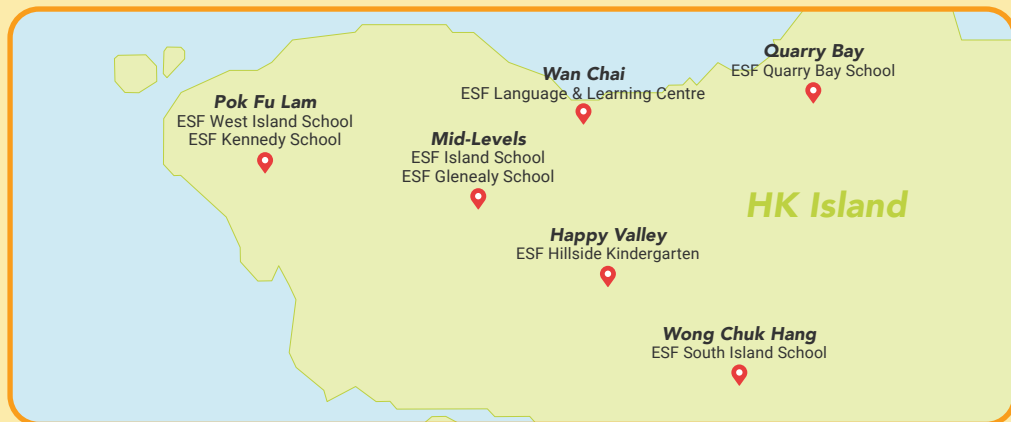 Quarry Bay
ESF Quarry Bay School
Wan Chai
ESF Language & Learning Centre
Pok Fu Lam
ESF West Island School
ESF Kennedy School
Mid-Levels
ESF Island School
ESF Glenealy School
HK Island
Happy Valley
ESF Hillside Kindergarten
Wong Chuk Hang
ESF South Island School